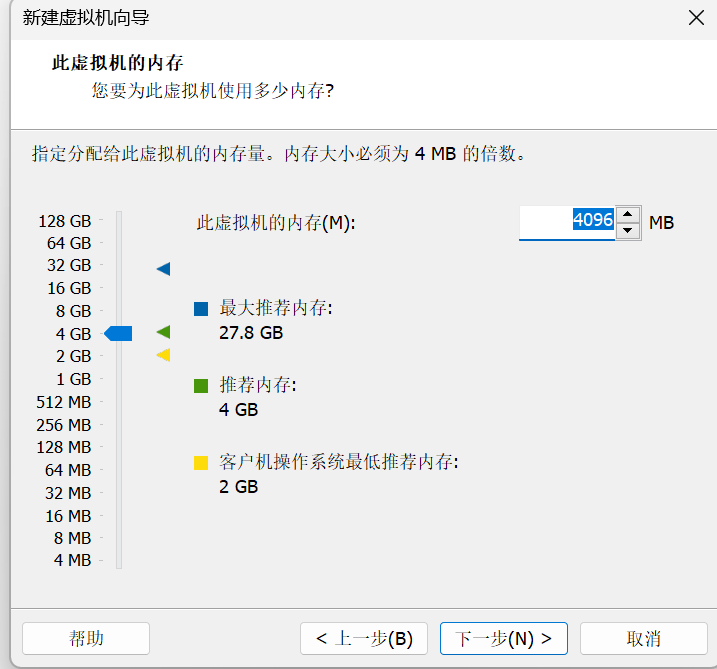 新建虚拟机向导
此虚拟机的内存
您要为此虚拟机使用多少内存?
指定分配给此虚拟机的内存量。内存大小必须为 4 MB 的倍数。
128 GB
64 GB
32 GB
16 GB
8 GB
4 GB
2 GB
1 GB
512 MB
256 MB
128 MB
64 MB
32 MB
16 MB
8 MB
4 MB
此虚拟机的内存(M):
4096
MB
最大推荐内存:
27.8 GB
推荐内存:
4 GB
客户机操作系统最低推荐内存:
2 GB
帮助
< 上一步(B)
下一步(N) >
取消